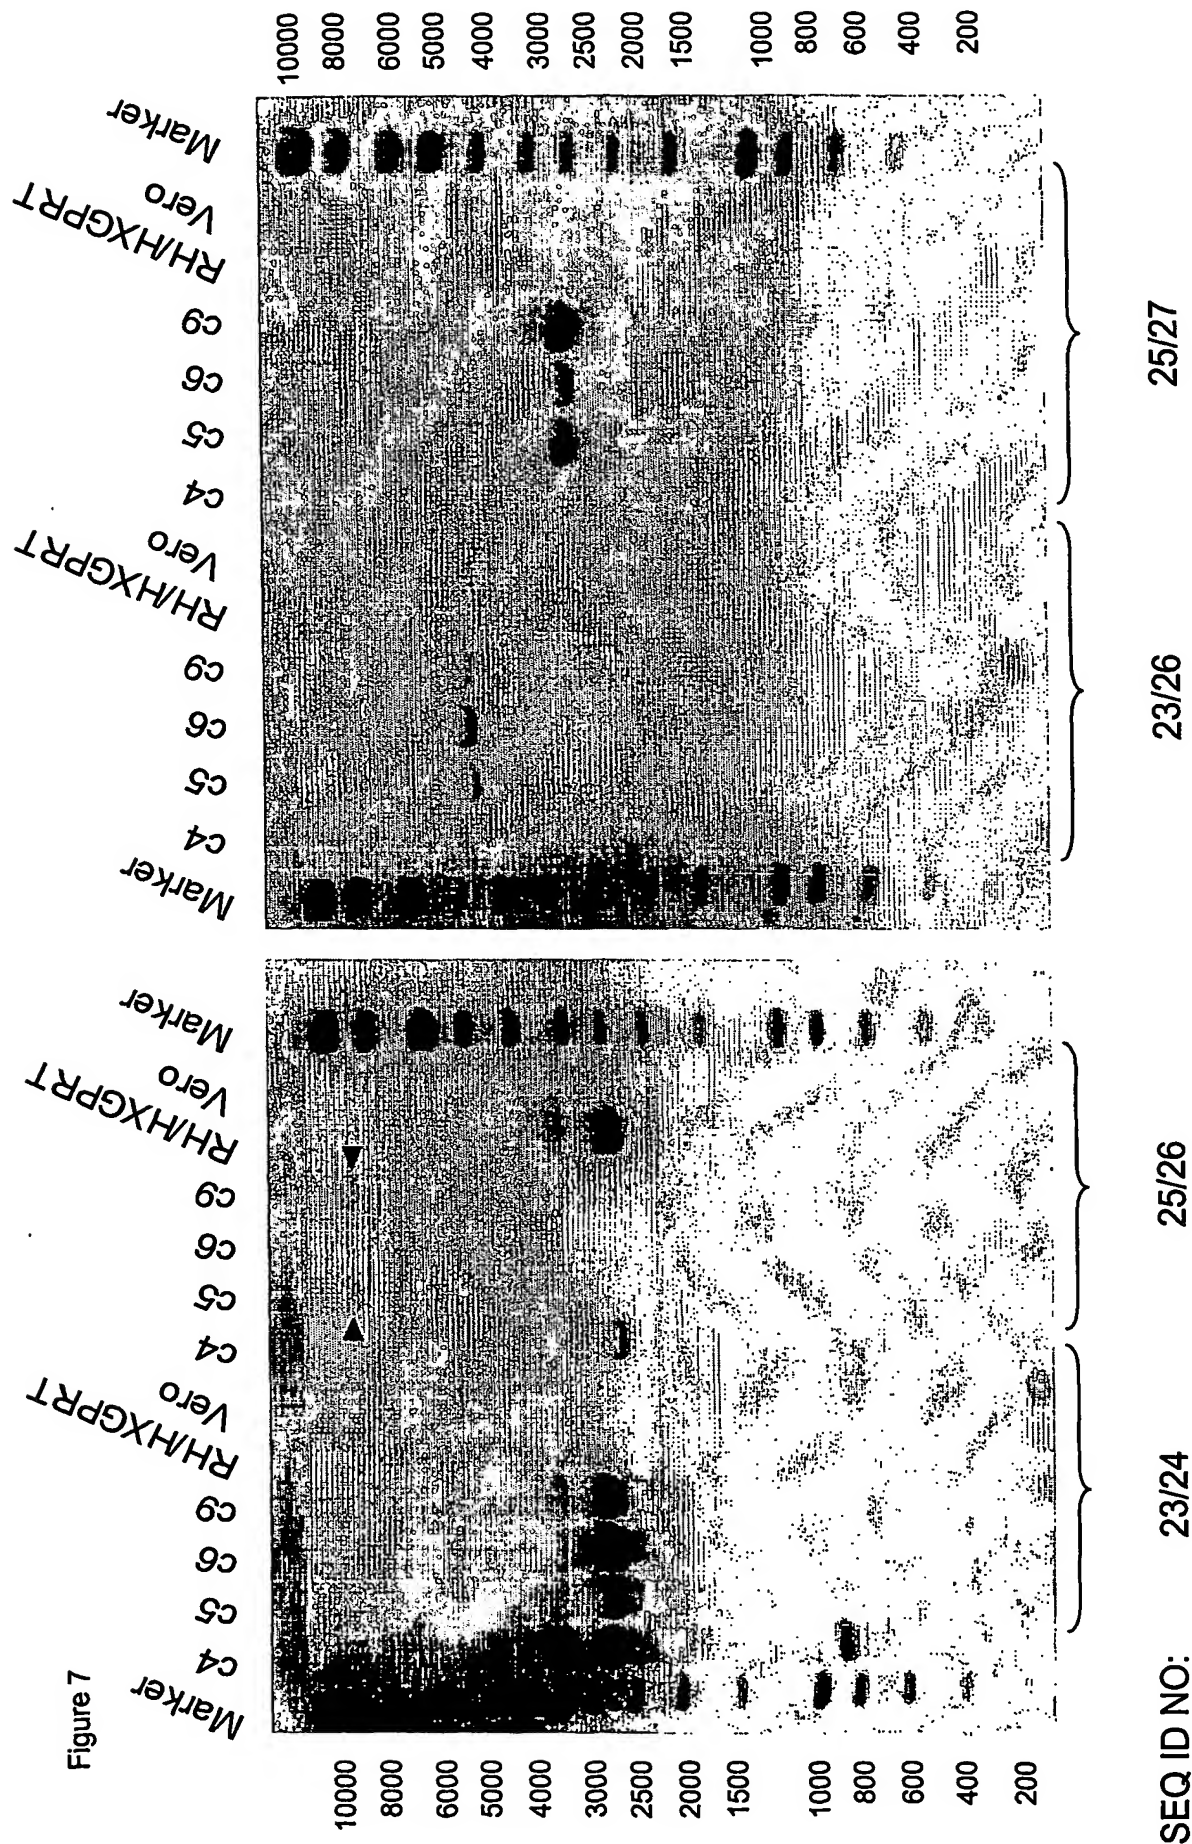 Figure 7
Marker
c4
c5
c6
c9
RH/HXGPRT
Vero
c4
c5
c6
c9
RH/HXGPRT
Vero
Marker
Marker
c4
c5
c6
c9
RH/HXGPRT
Vero
c4
c5
c6
c9
RH/HXGPRT
Vero
Marker
10000
8000
6000
5000
4000
3000
2500
2000
1500
1000
800
600
400
200
10000
8000
6000
5000
4000
3000
2500
2000
1500
1000
800
600
400
200
SEQ ID NO: 23/24 25/26 23/26 25/27